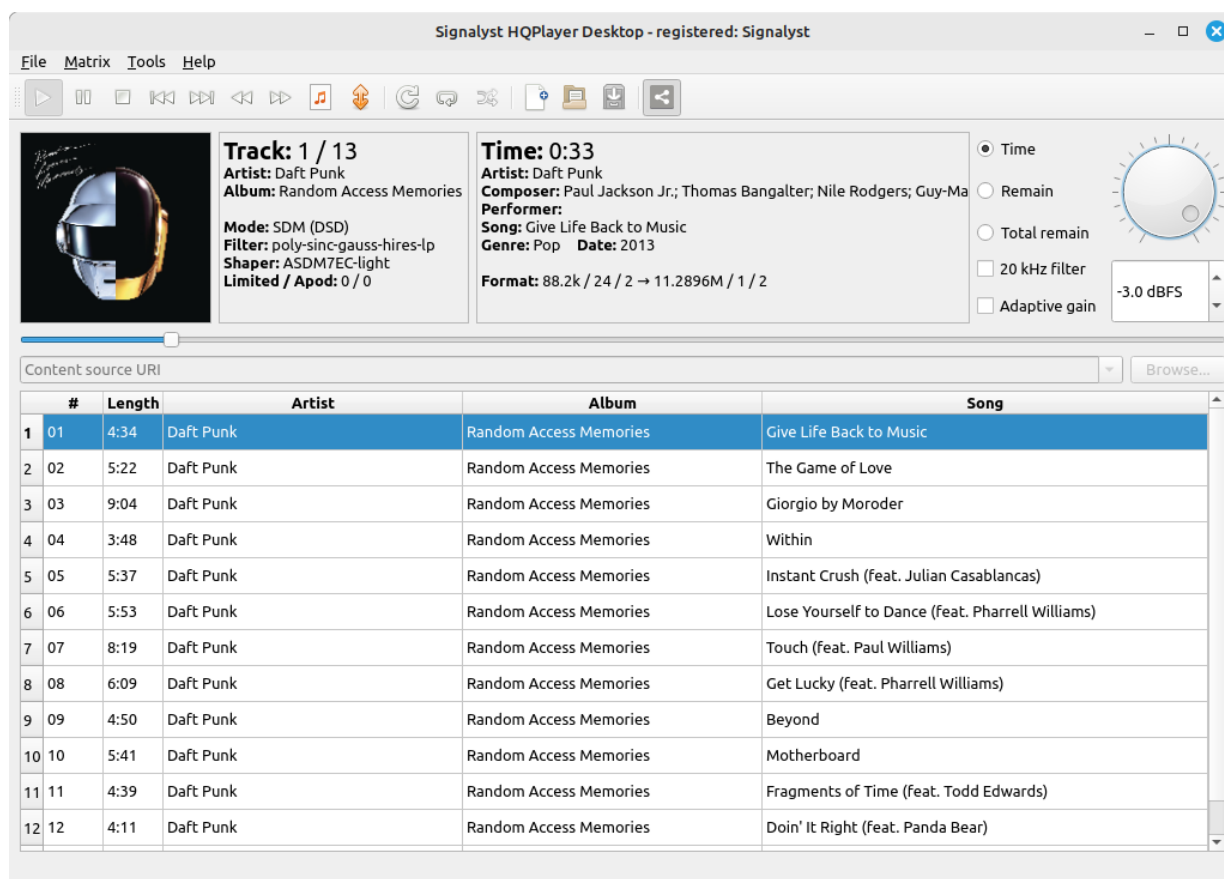 Signalyst HQPlayer Desktop - registered: Signalyst
File Matrix Tools Help
Track: 1 / 13
Artist: Daft Punk
Album: Random Access Memories
Mode: SDM (DSD)
Filter: poly-sinc-gauss-hires-lp
Shaper: ASDM7EC-light
Limited / Apod: 0 / 0
Time: 0:33
Artist: Daft Punk
Composer: Paul Jackson Jr.; Thomas Bangalter; Nile Rodgers; Guy-Ma
Performer:
Song: Give Life Back to Music
Genre: Pop Date: 2013
Format: 88.2k / 24 / 2 → 11.2896M / 1 / 2
Time
Remain
Total remain
20 kHz filter
Adaptive gain
-3.0 dBFS
Content source URI
Browse...
# Length Artist Album Song
1 01 4:34 Daft Punk Random Access Memories Give Life Back to Music
2 02 5:22 Daft Punk Random Access Memories The Game of Love
3 03 9:04 Daft Punk Random Access Memories Giorgio by Moroder
4 04 3:48 Daft Punk Random Access Memories Within
5 05 5:37 Daft Punk Random Access Memories Instant Crush (feat. Julian Casablancas)
6 06 5:53 Daft Punk Random Access Memories Lose Yourself to Dance (feat. Pharrell Williams)
7 07 8:19 Daft Punk Random Access Memories Touch (feat. Paul Williams)
8 08 6:09 Daft Punk Random Access Memories Get Lucky (feat. Pharrell Williams)
9 09 4:50 Daft Punk Random Access Memories Beyond
10 10 5:41 Daft Punk Random Access Memories Motherboard
11 11 4:39 Daft Punk Random Access Memories Fragments of Time (feat. Todd Edwards)
12 12 4:11 Daft Punk Random Access Memories Doin' It Right (feat. Panda Bear)